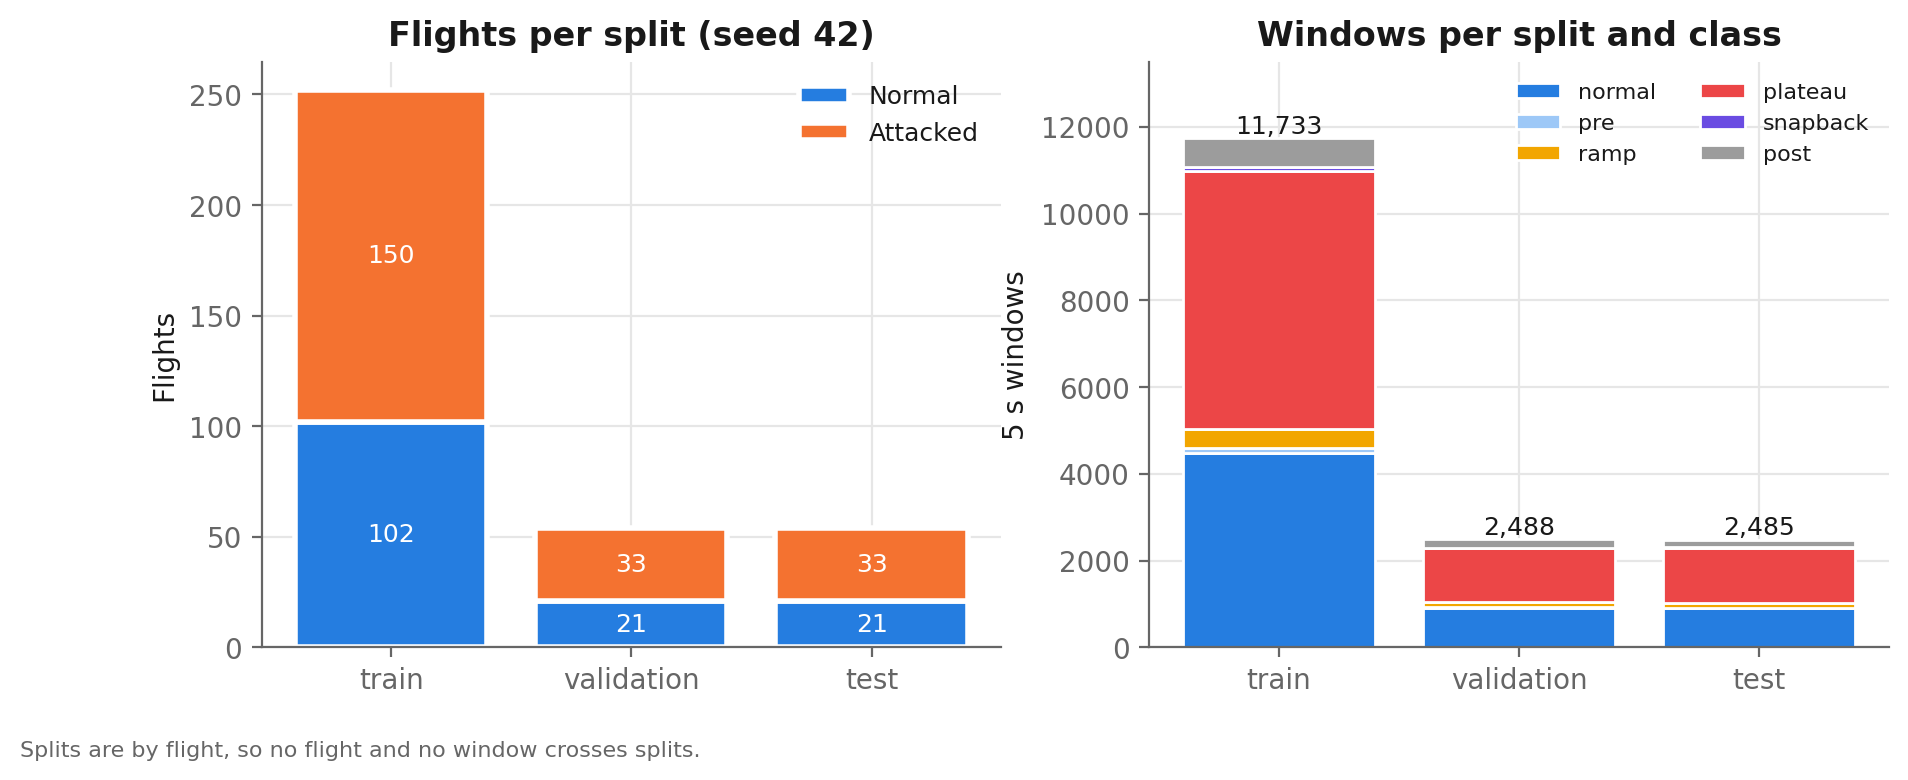 Flights per split (seed 42)
Flights
250
200
150
100
50
0
Normal
Attacked
150
102
33
21
33
21
train
validation
test
Windows per split and class
5 s windows
12000
10000
8000
6000
4000
2000
0
normal
pre
ramp
plateau
snapback
post
11,733
2,488
2,485
train
validation
test
Splits are by flight, so no flight and no window crosses splits.